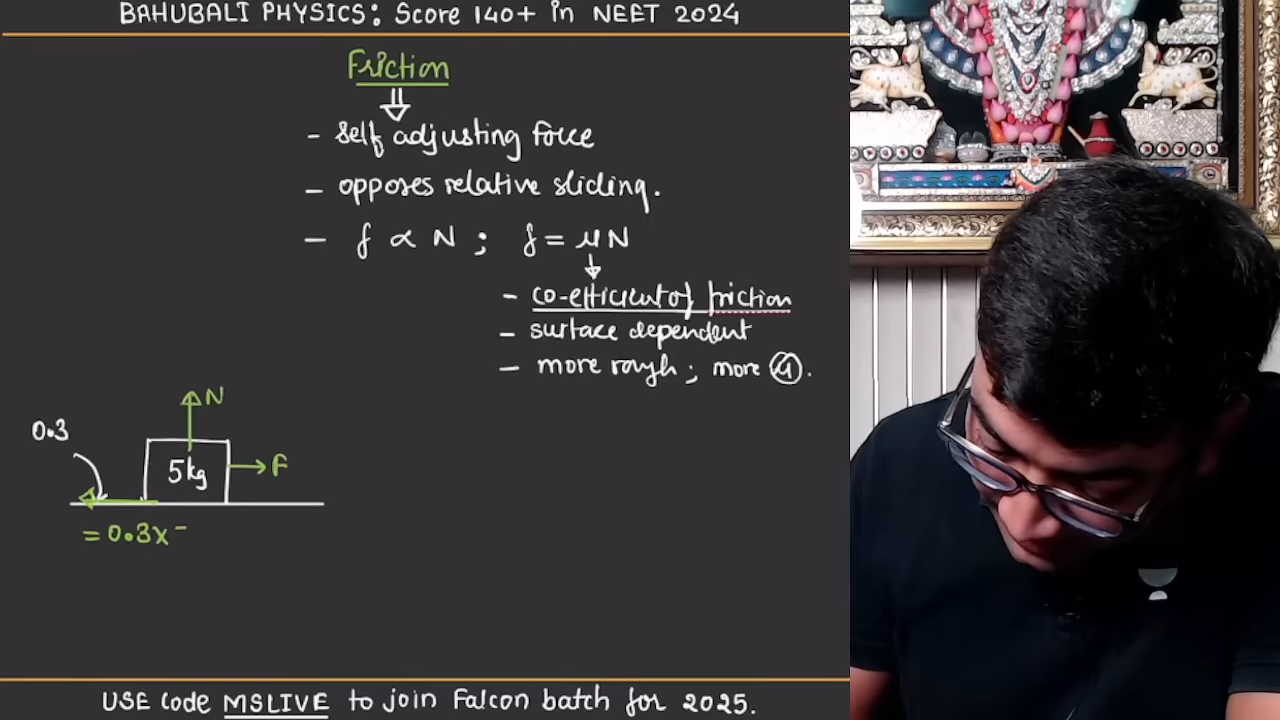 BAHUBALI PHYSICS: Score 140+ in NEET 2024
Friction
- self adjusting force
- opposes relative sliding.
- f ∝ N ; f = μN
- co-efficient of friction
- surface dependent
- more rough ; more μ.
N
0.3
5kg
F
= 0.3x
USE Code MSLIVE to join Falcon batch for 2025.